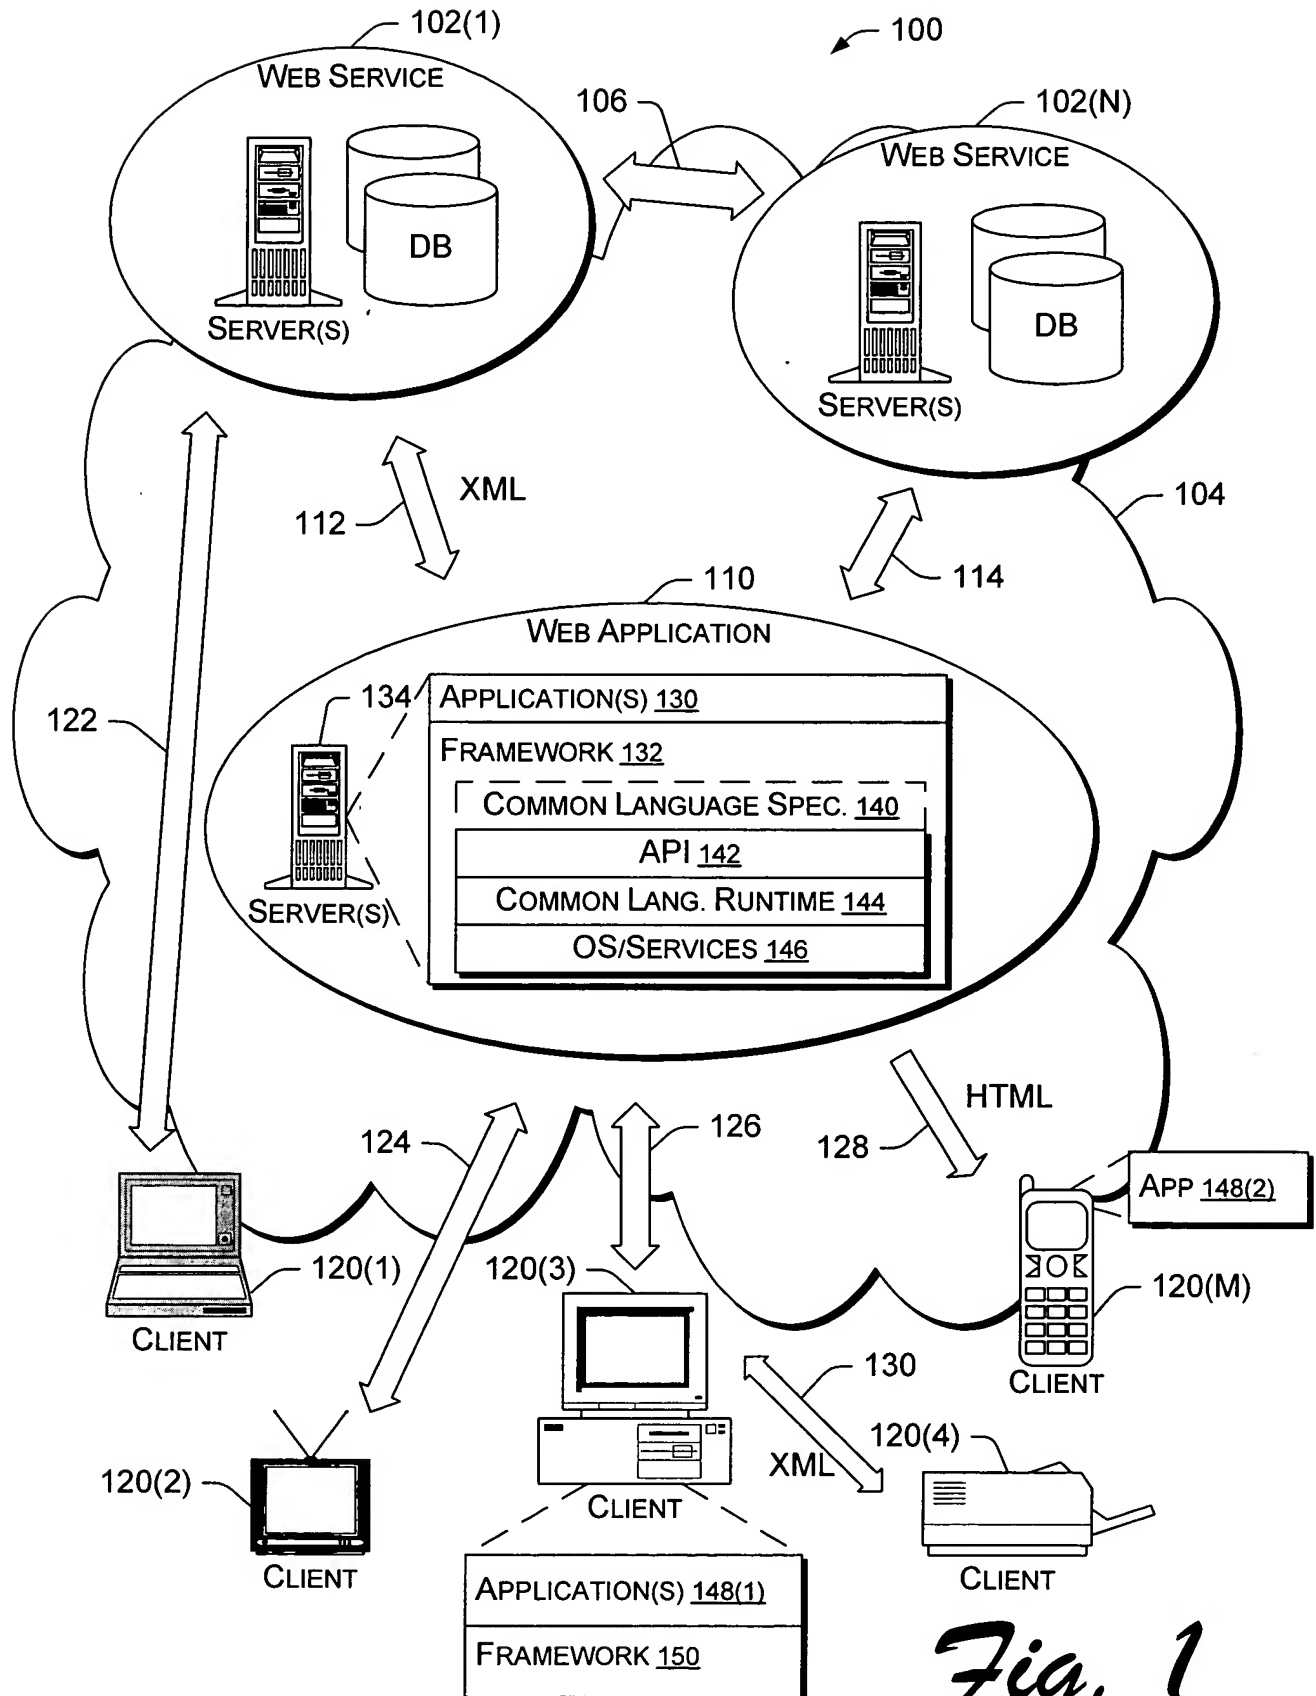 102(1)
100
WEB SERVICE
106
102(N)
WEB SERVICE
DB
SERVER(S)
DB
SERVER(S)
XML
112
104
114
110
WEB APPLICATION
134
APPLICATION(S) 130
122
FRAMEWORK 132
COMMON LANGUAGE SPEC. 140
API 142
COMMON LANG. RUNTIME 144
SERVER(S)
OS/SERVICES 146
HTML
124
126
128
APP 148(2)
120(1)
120(3)
120(M)
CLIENT
130
CLIENT
120(4)
XML
120(2)
CLIENT
CLIENT
CLIENT
APPLICATION(S) 148(1)
FRAMEWORK 150
Fig. 1